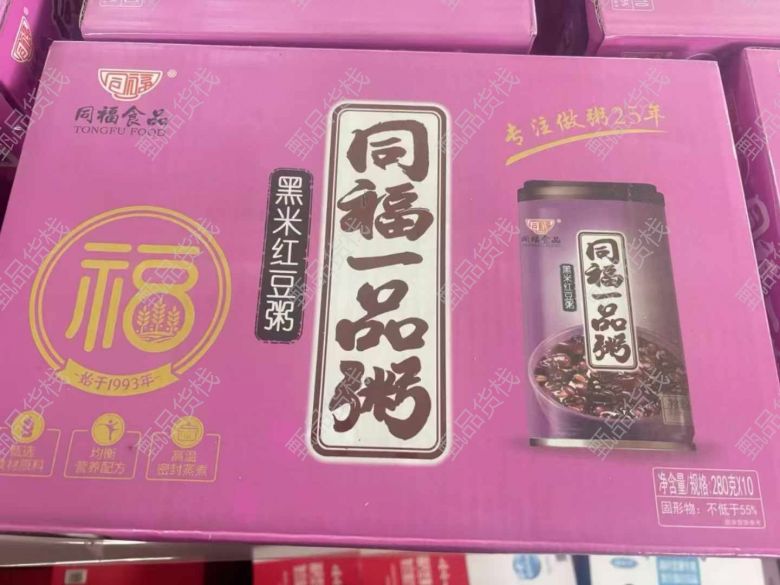 同福
®
同福食品
TONGFU FOOD
福
始于1993年
均衡
营养配方
高温
密封蒸煮
黑米红豆粥
同福一品粥
专注做粥25年
同福
同福食品
黑米红豆粥
同福一品粥
净含量/规格:280克X10
固形物：不低于55%
甄品货栈